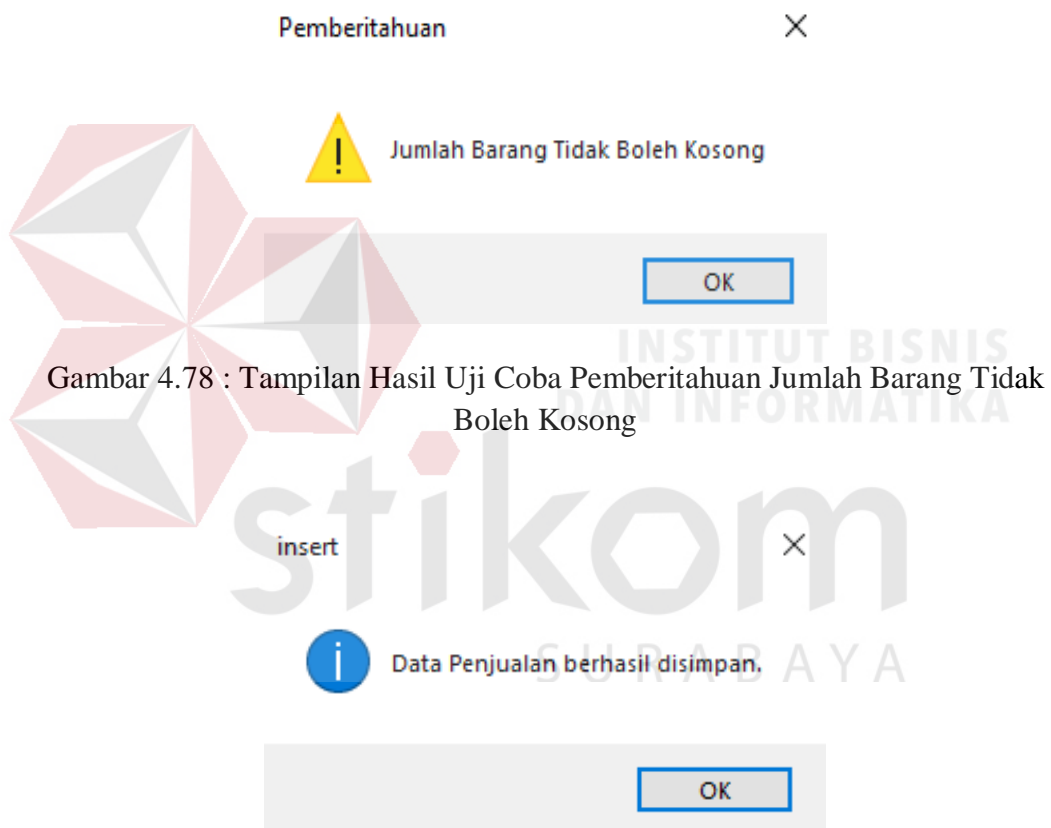 Pemberitahuan
Jumlah Barang Tidak Boleh Kosong
OK
INSTITUT BISNIS
DAN INFORMATIKA
Gambar 4.78 : Tampilan Hasil Uji Coba Pemberitahuan Jumlah Barang Tidak
Boleh Kosong
stikom
SURABAYA
insert
Data Penjualan berhasil disimpan.
OK